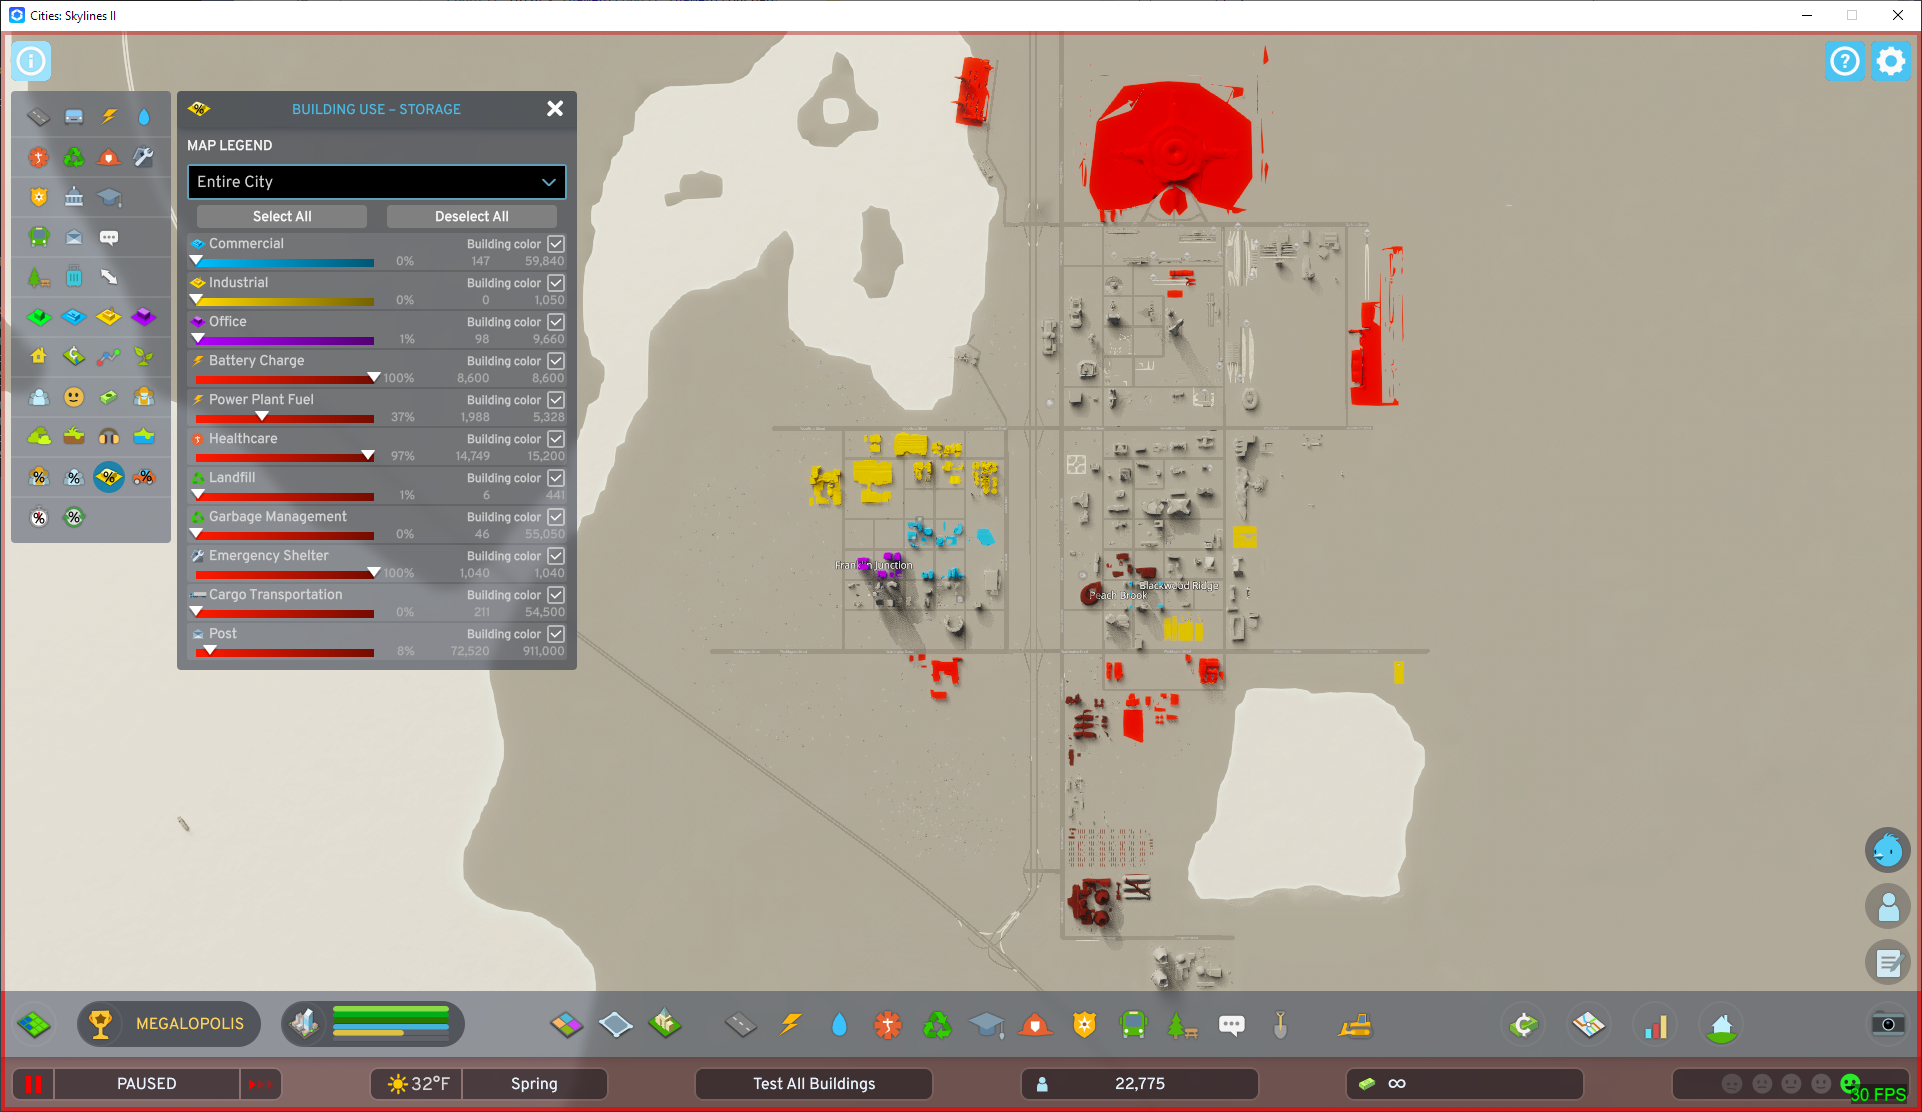 Cities: Skylines II
BUILDING USE – STORAGE
MAP LEGEND
Entire City
Select All
Deselect All
Commercial Building color
0% 147 59,840
Industrial Building color
0% 0 1,050
Office Building color
1% 98 9,660
Battery Charge Building color
100% 8,600 8,600
Power Plant Fuel Building color
37% 1,988 5,328
Healthcare Building color
97% 14,749 15,200
Landfill Building color
1% 6 441
Garbage Management Building color
0% 46 55,050
Emergency Shelter Building color
100% 1,040 1,040
Cargo Transportation Building color
0% 211 54,500
Post Building color
8% 72,520 911,000
Franklin Junction
Blackwood Ridge
Peach Brook
MEGALOPOLIS
PAUSED
32°F
Spring
Test All Buildings
22,775
∞
30 FPS